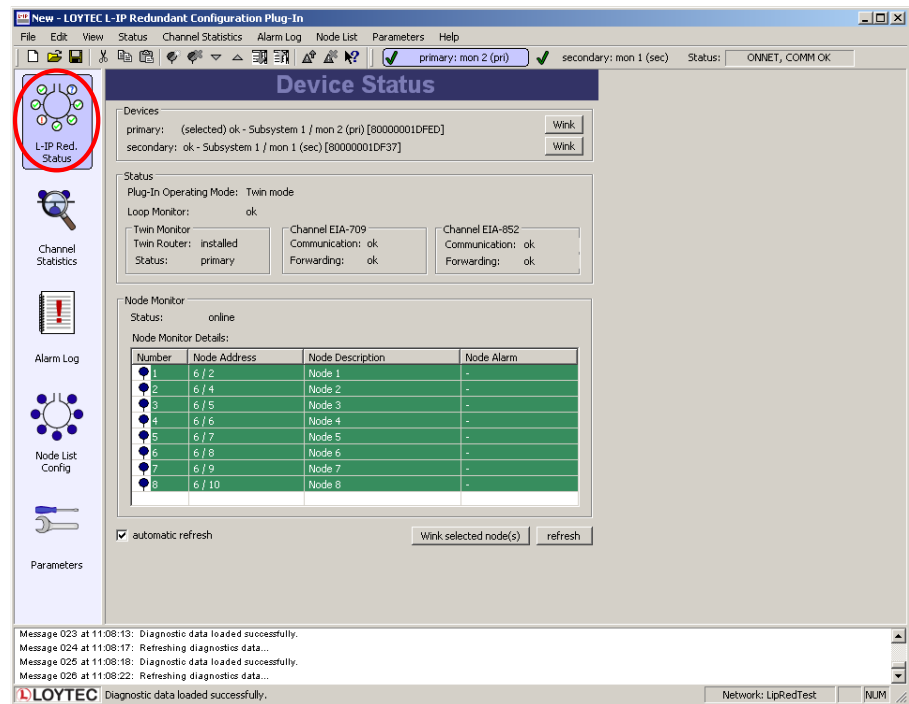 New - LOYTEC L-IP Redundant Configuration Plug-In
File Edit View Status Channel Statistics Alarm Log Node List Parameters Help
primary: mon 2 (pri) secondary: mon 1 (sec) Status: ONNET, COMM OK
L-IP Red.
Status
Channel
Statistics
Alarm Log
Node List
Config
Parameters
Device Status
Devices
primary: (selected) ok - Subsystem 1 / mon 2 (pri) [80000001DFED] Wink
secondary: ok - Subsystem 1 / mon 1 (sec) [80000001DF37] Wink
Status
Plug-In Operating Mode: Twin mode
Loop Monitor: ok
Twin Monitor
Twin Router: installed
Status: primary
Channel EIA-709
Communication: ok
Forwarding: ok
Channel EIA-852
Communication: ok
Forwarding: ok
Node Monitor
Status: online
Node Monitor Details:
Number Node Address Node Description Node Alarm
1 6 / 2 Node 1 -
2 6 / 4 Node 2 -
3 6 / 5 Node 3 -
4 6 / 6 Node 4 -
5 6 / 7 Node 5 -
6 6 / 8 Node 6 -
7 6 / 9 Node 7 -
8 6 / 10 Node 8 -
automatic refresh Wink selected node(s) refresh
Message 023 at 11:08:13: Diagnostic data loaded successfully.
Message 024 at 11:08:17: Refreshing diagnostics data...
Message 025 at 11:08:18: Diagnostic data loaded successfully.
Message 026 at 11:08:22: Refreshing diagnostics data...
LOYTEC Diagnostic data loaded successfully. Network: LipRedTest NUM